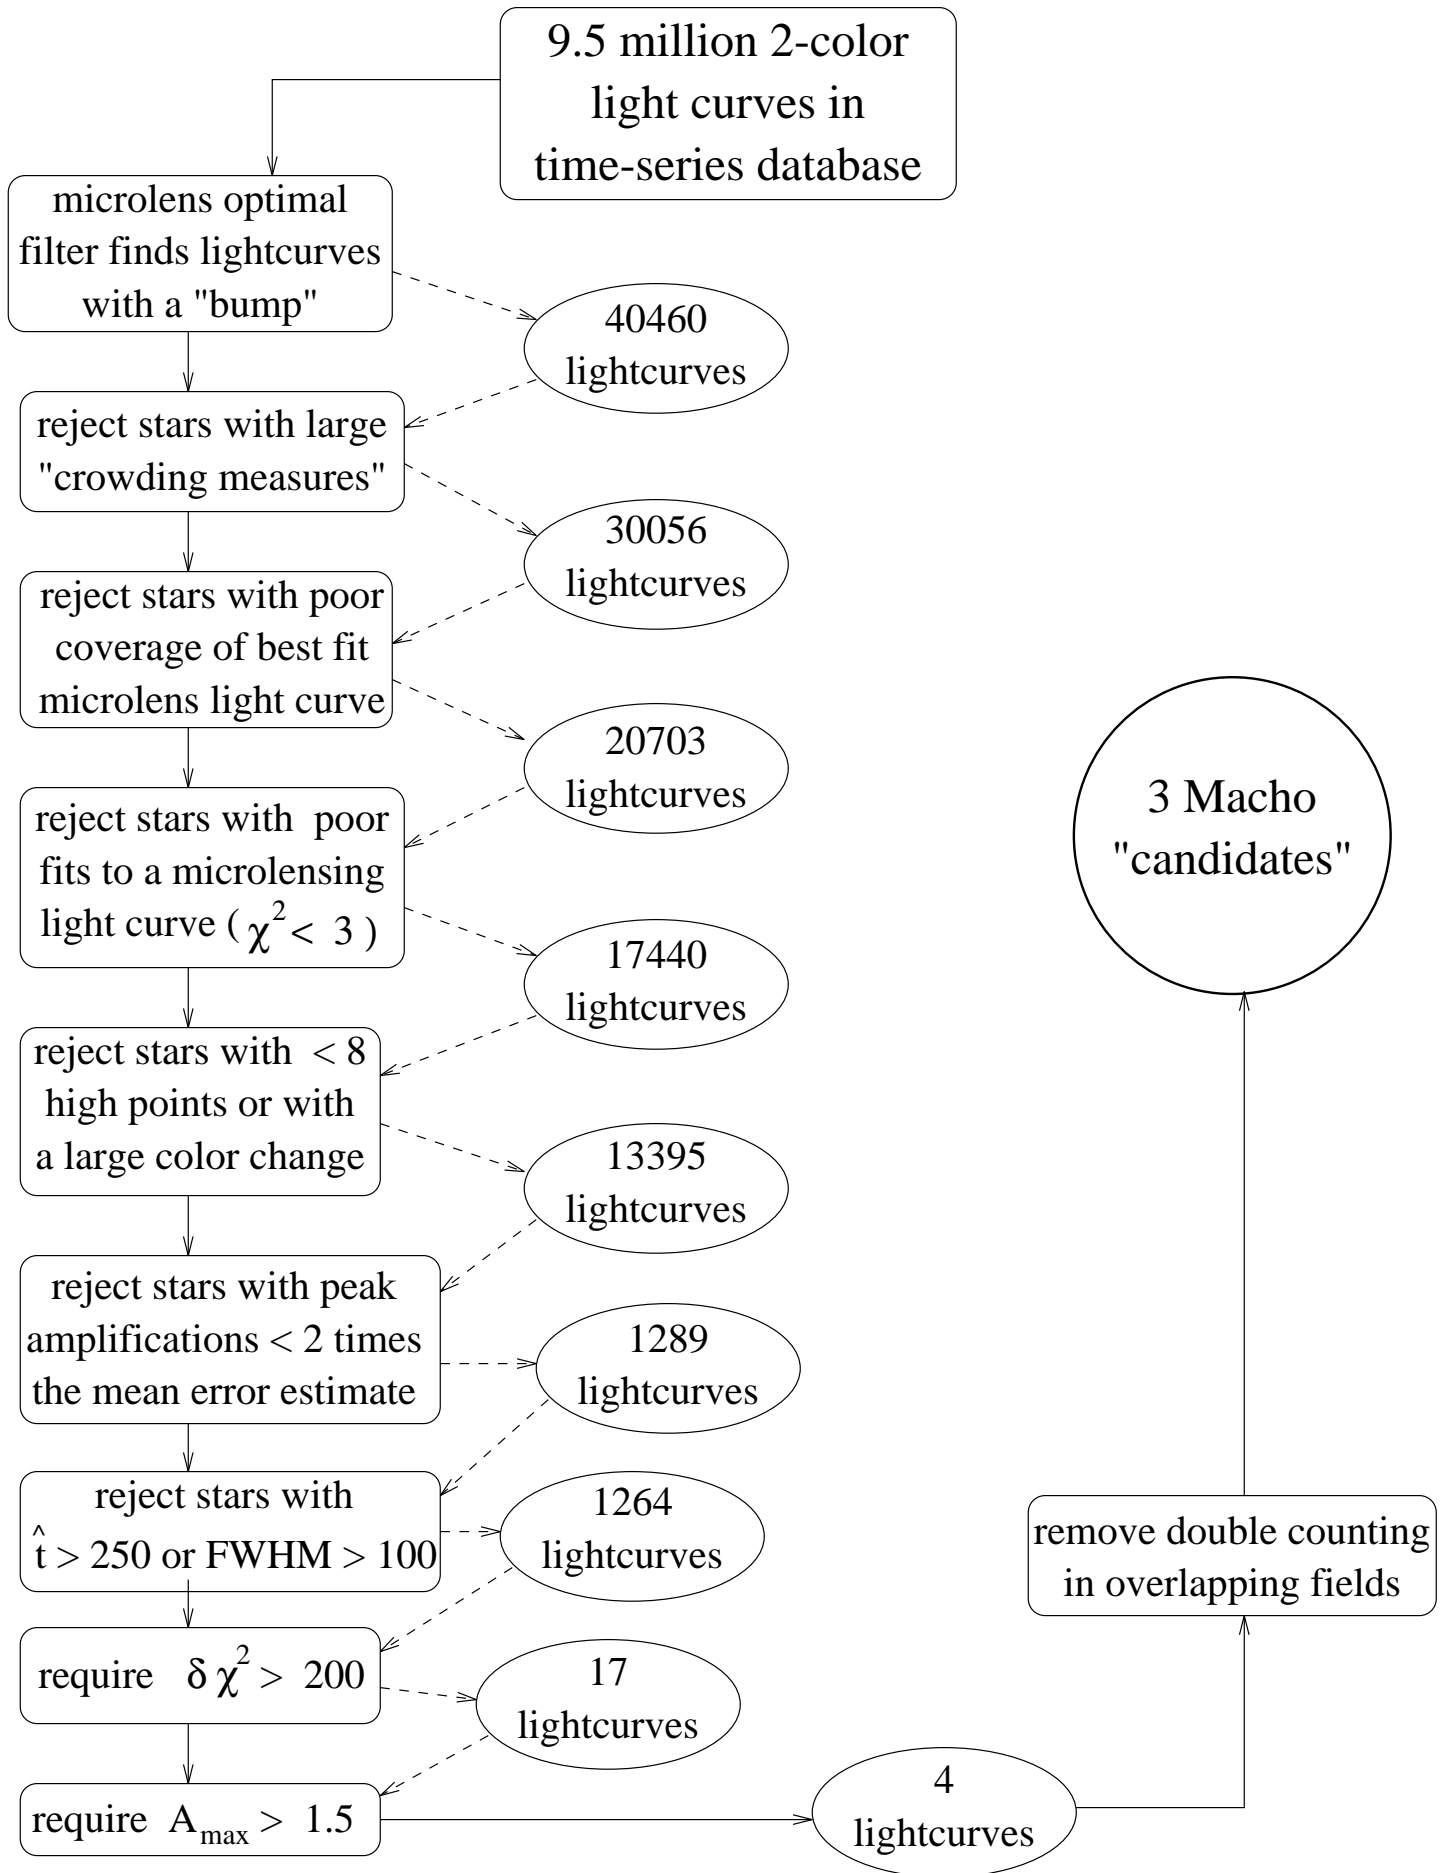 9.5 million 2-color
light curves in
time-series database
microlens optimal
filter finds lightcurves
with a "bump"
40460
lightcurves
reject stars with large
"crowding measures"
30056
lightcurves
reject stars with poor
coverage of best fit
microlens light curve
20703
lightcurves
reject stars with poor
fits to a microlensing
light curve ( χ² < 3 )
17440
lightcurves
reject stars with < 8
high points or with
a large color change
13395
lightcurves
reject stars with peak
amplifications < 2 times
the mean error estimate
1289
lightcurves
reject stars with
t̂ > 250 or FWHM > 100
1264
lightcurves
require δ χ² > 200
17
lightcurves
require A_max > 1.5
4
lightcurves
remove double counting
in overlapping fields
3 Macho
"candidates"